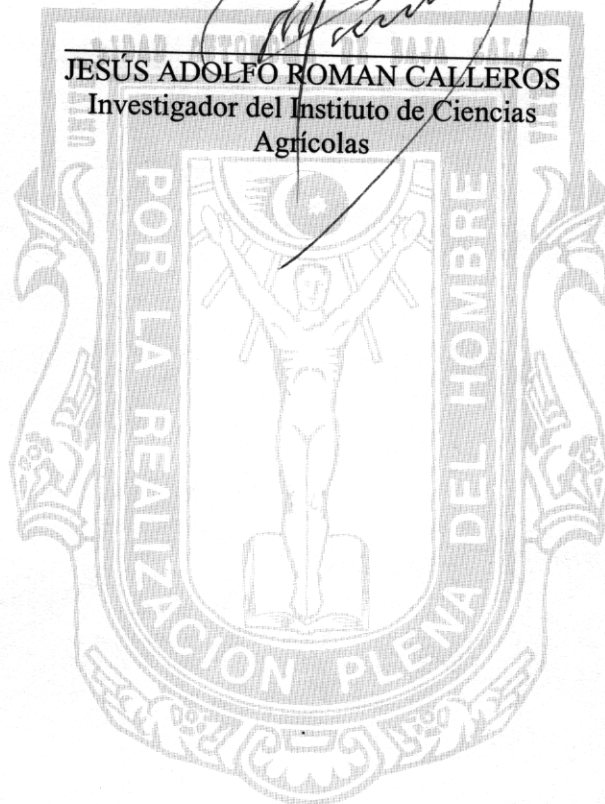 JESÚS ADOLFO ROMAN CALLEROS
Investigador del Instituto de Ciencias
Agrícolas
POR LA REALIZACION PLENA DEL HOMBRE